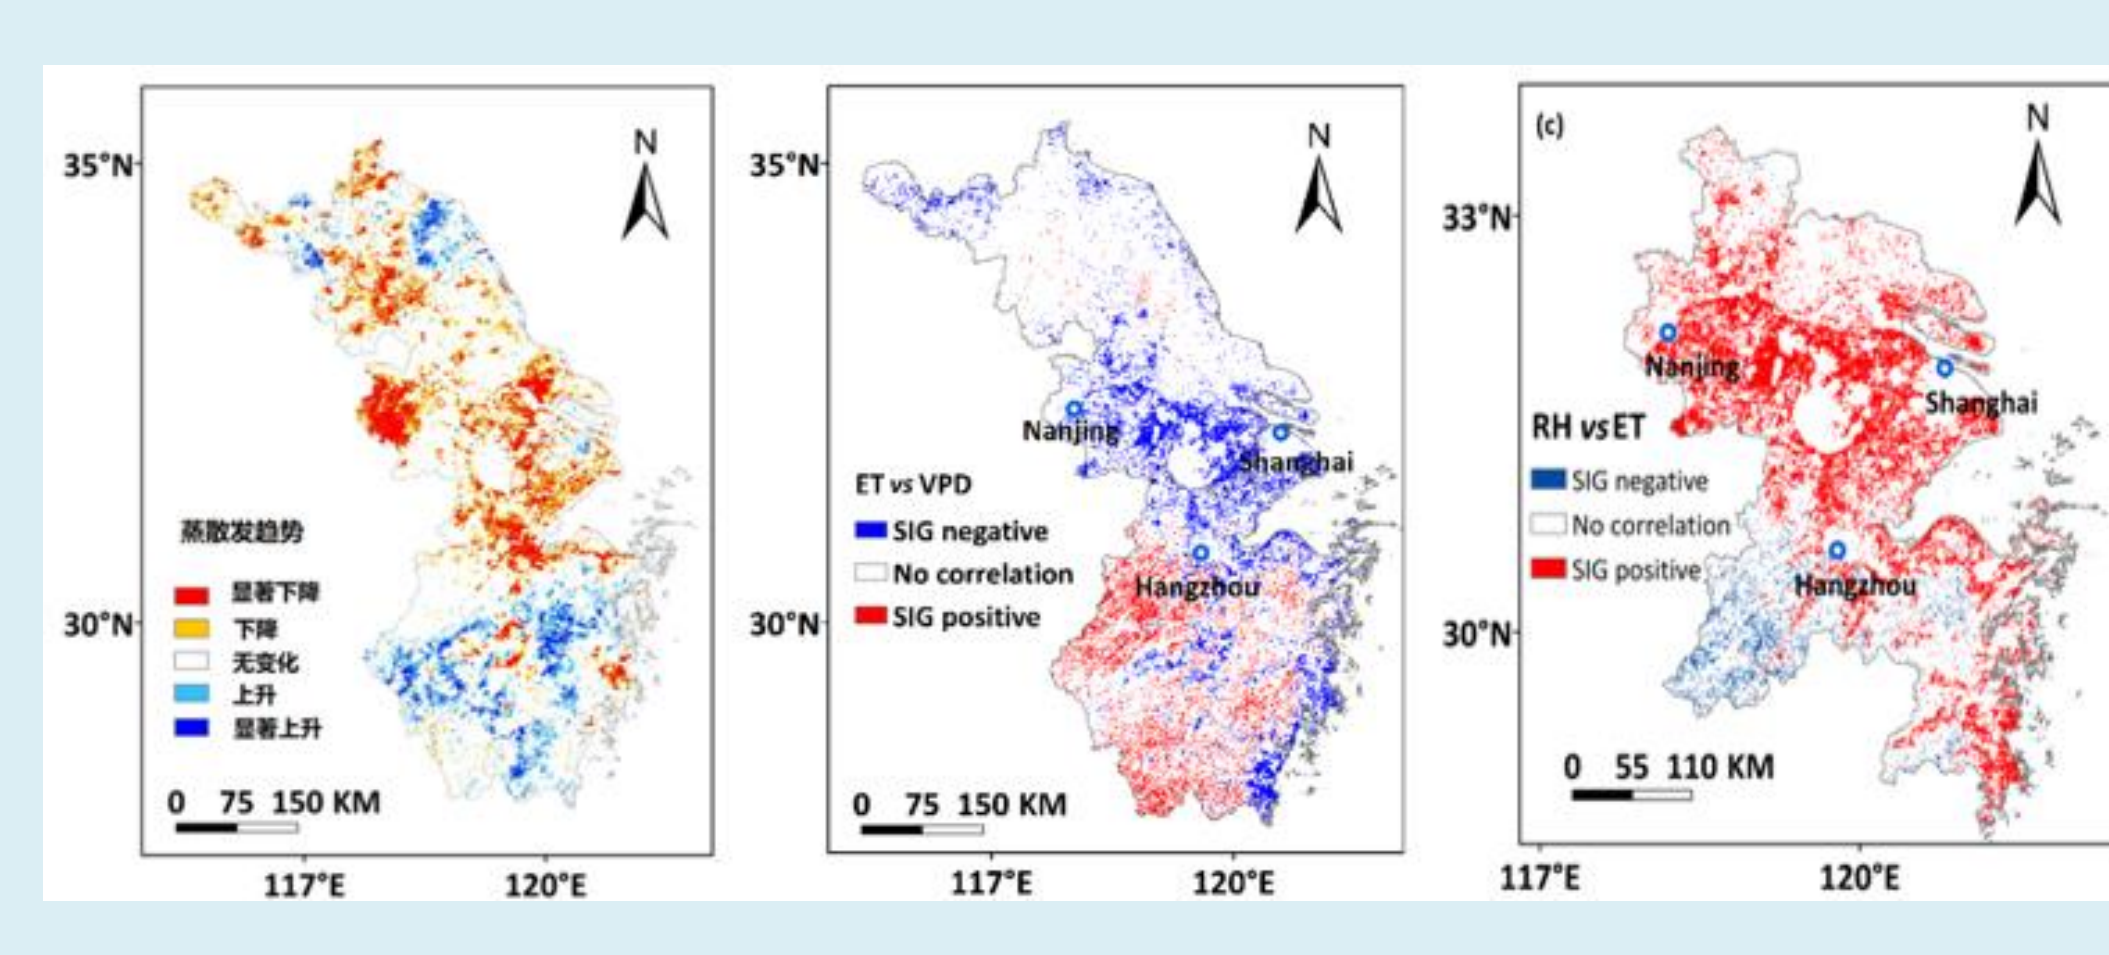 N
35°N
30°N
蒸散发趋势
显著下降
下降
无变化
上升
显著上升
0 75 150 KM
117°E 120°E
N
35°N
30°N
Nanjing
Shanghai
Hangzhou
ET vs VPD
SIG negative
No correlation
SIG positive
0 75 150 KM
117°E 120°E
(c)
N
33°N
30°N
Nanjing
Shanghai
Hangzhou
RH vs ET
SIG negative
No correlation
SIG positive
0 55 110 KM
117°E 120°E